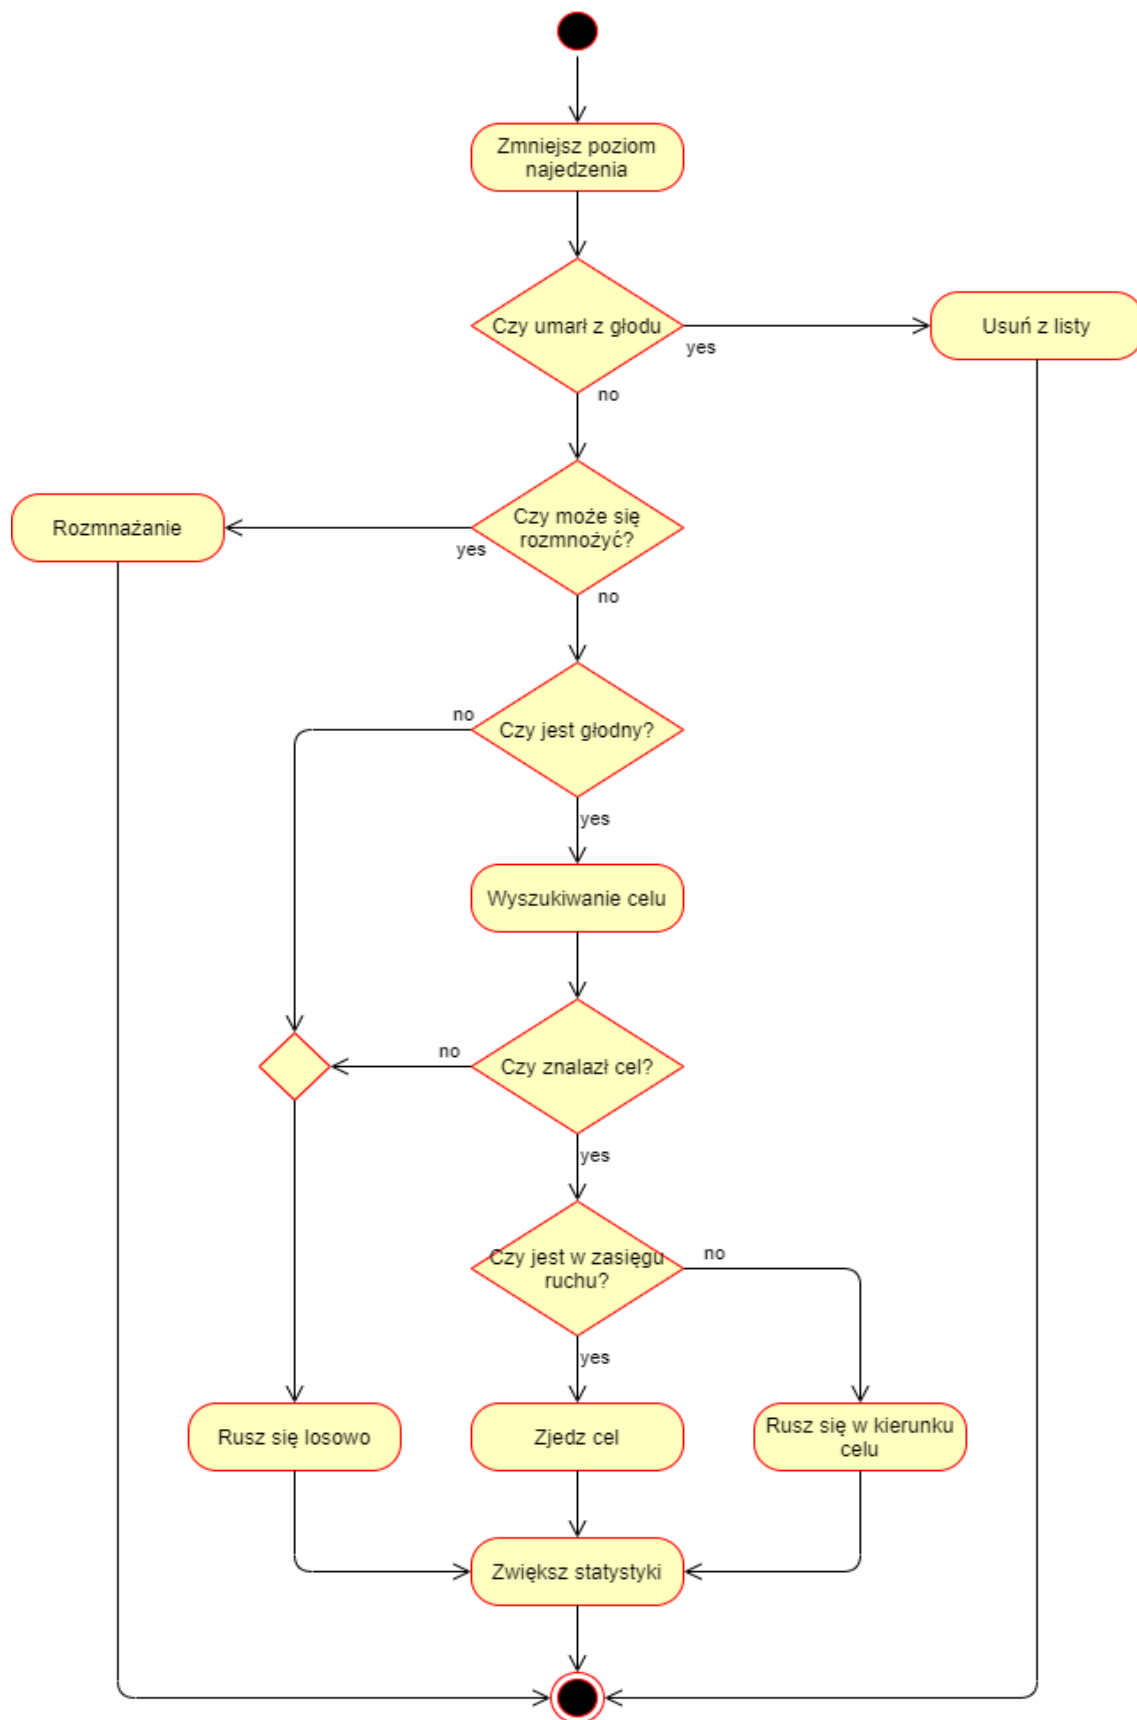 Zmniejsz poziom
najedzenia
Czy umarł z głodu
yes
Usuń z listy
no
Rozmnażanie
yes
Czy może się
rozmnożyć?
no
no
Czy jest głodny?
yes
Wyszukiwanie celu
no
Czy znalazł cel?
yes
Czy jest w zasięgu
ruchu?
no
yes
Rusz się losowo
Zjedz cel
Rusz się w kierunku
celu
Zwiększ statystyki